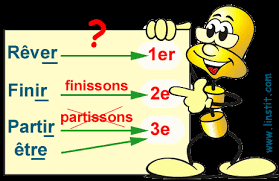 ?
Rêver 1er
finissons
Finir 2e
partissons
Partir 3e
être
www.linstit.com